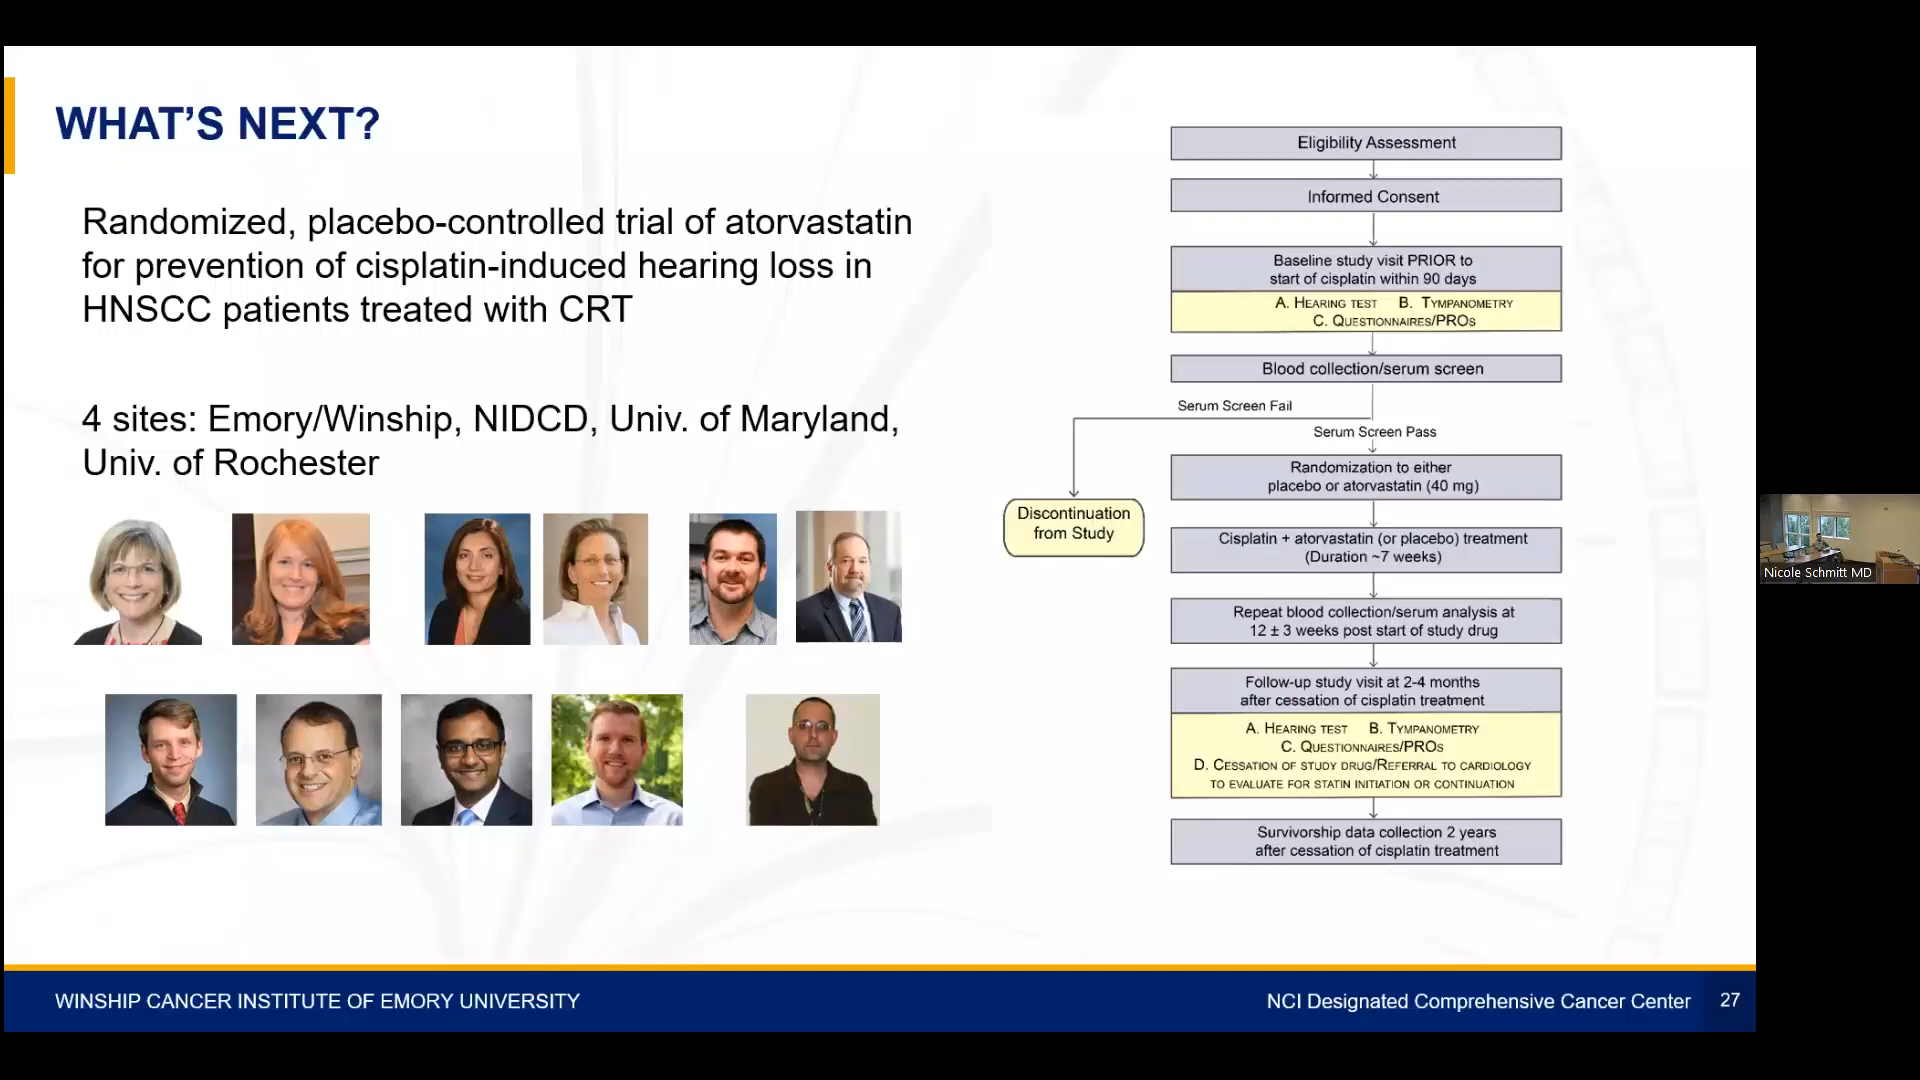 WHAT'S NEXT?
Randomized, placebo-controlled trial of atorvastatin
for prevention of cisplatin-induced hearing loss in
HNSCC patients treated with CRT
4 sites: Emory/Winship, NIDCD, Univ. of Maryland,
Univ. of Rochester
Eligibility Assessment
Informed Consent
Baseline study visit PRIOR to
start of cisplatin within 90 days
A. HEARING TEST B. TYMPANOMETRY
C. QUESTIONNAIRES/PROS
Blood collection/serum screen
Serum Screen Fail
Serum Screen Pass
Discontinuation
from Study
Randomization to either
placebo or atorvastatin (40 mg)
Cisplatin + atorvastatin (or placebo) treatment
(Duration ~7 weeks)
Repeat blood collection/serum analysis at
12 ± 3 weeks post start of study drug
Follow-up study visit at 2-4 months
after cessation of cisplatin treatment
A. HEARING TEST B. TYMPANOMETRY
C. QUESTIONNAIRES/PROS
D. CESSATION OF STUDY DRUG/REFERRAL TO CARDIOLOGY
TO EVALUATE FOR STATIN INITIATION OR CONTINUATION
Survivorship data collection 2 years
after cessation of cisplatin treatment
Nicole Schmitt MD
WINSHIP CANCER INSTITUTE OF EMORY UNIVERSITY
NCI Designated Comprehensive Cancer Center 27